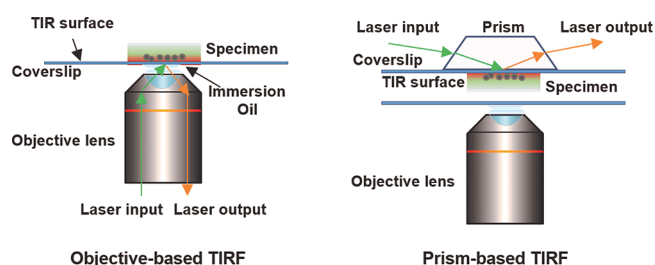 TIR surface
Specimen
Coverslip
Immersion
Oil
Objective lens
Laser input Laser output
Objective-based TIRF
Laser input Prism Laser output
Coverslip
TIR surface
Specimen
Objective lens
Prism-based TIRF